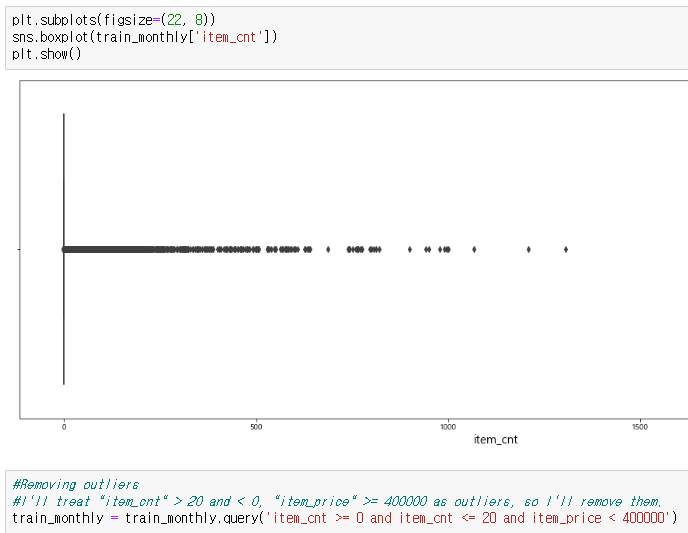 plt.subplots(figsize=(22, 8))
sns.boxplot(train_monthly['item_cnt'])
plt.show()
0 500 1000 1500
item_cnt
#Removing outliers
#I'll treat "item_cnt" > 20 and < 0, "item_price" >= 400000 as outliers, so I'll remove them.
train_monthly = train_monthly.query('item_cnt >= 0 and item_cnt <= 20 and item_price < 400000')